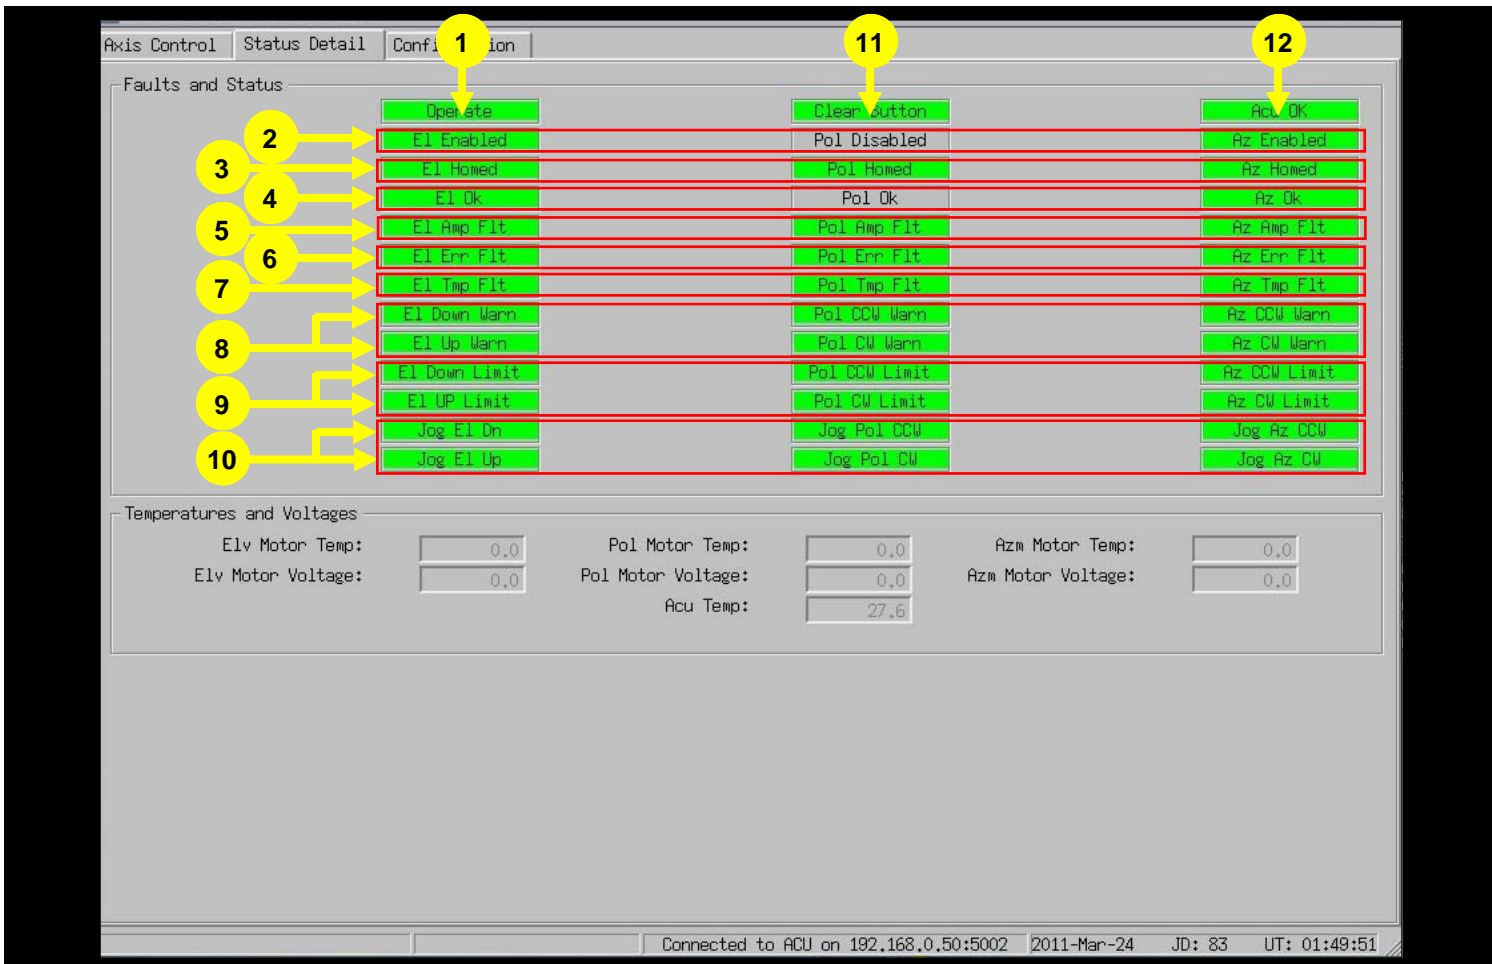 1 11 12
Axis Control Status Detail
Faults and Status
Operate Clear Button Acu OK
2 El Enabled Pol Disabled Az Enabled
3 El Homed Pol Homed Az Homed
4 El Ok Pol Ok Az Ok
5 El Amp Flt Pol Amp Flt Az Amp Flt
6 El Err Flt Pol Err Flt Az Err Flt
7 El Tmp Flt Pol Tmp Flt Az Tmp Flt
El Down Warn Pol CCW Warn Az CCW Warn
8 El Up Warn Pol CW Warn Az CW Warn
El Down Limit Pol CCW Limit Az CCW Limit
9 El UP Limit Pol CW Limit Az CW Limit
Jog El Dn Jog Pol CCW Jog Az CCW
10 Jog El Up Jog Pol CW Jog Az CW
Temperatures and Voltages
Elv Motor Temp: 0.0 Pol Motor Temp: 0.0 Azm Motor Temp: 0.0
Elv Motor Voltage: 0.0 Pol Motor Voltage: 0.0 Azm Motor Voltage: 0.0
Acu Temp: 27.6
Connected to ACU on 192.168.0.50:5002 2011-Mar-24 JD: 83 UT: 01:49:51